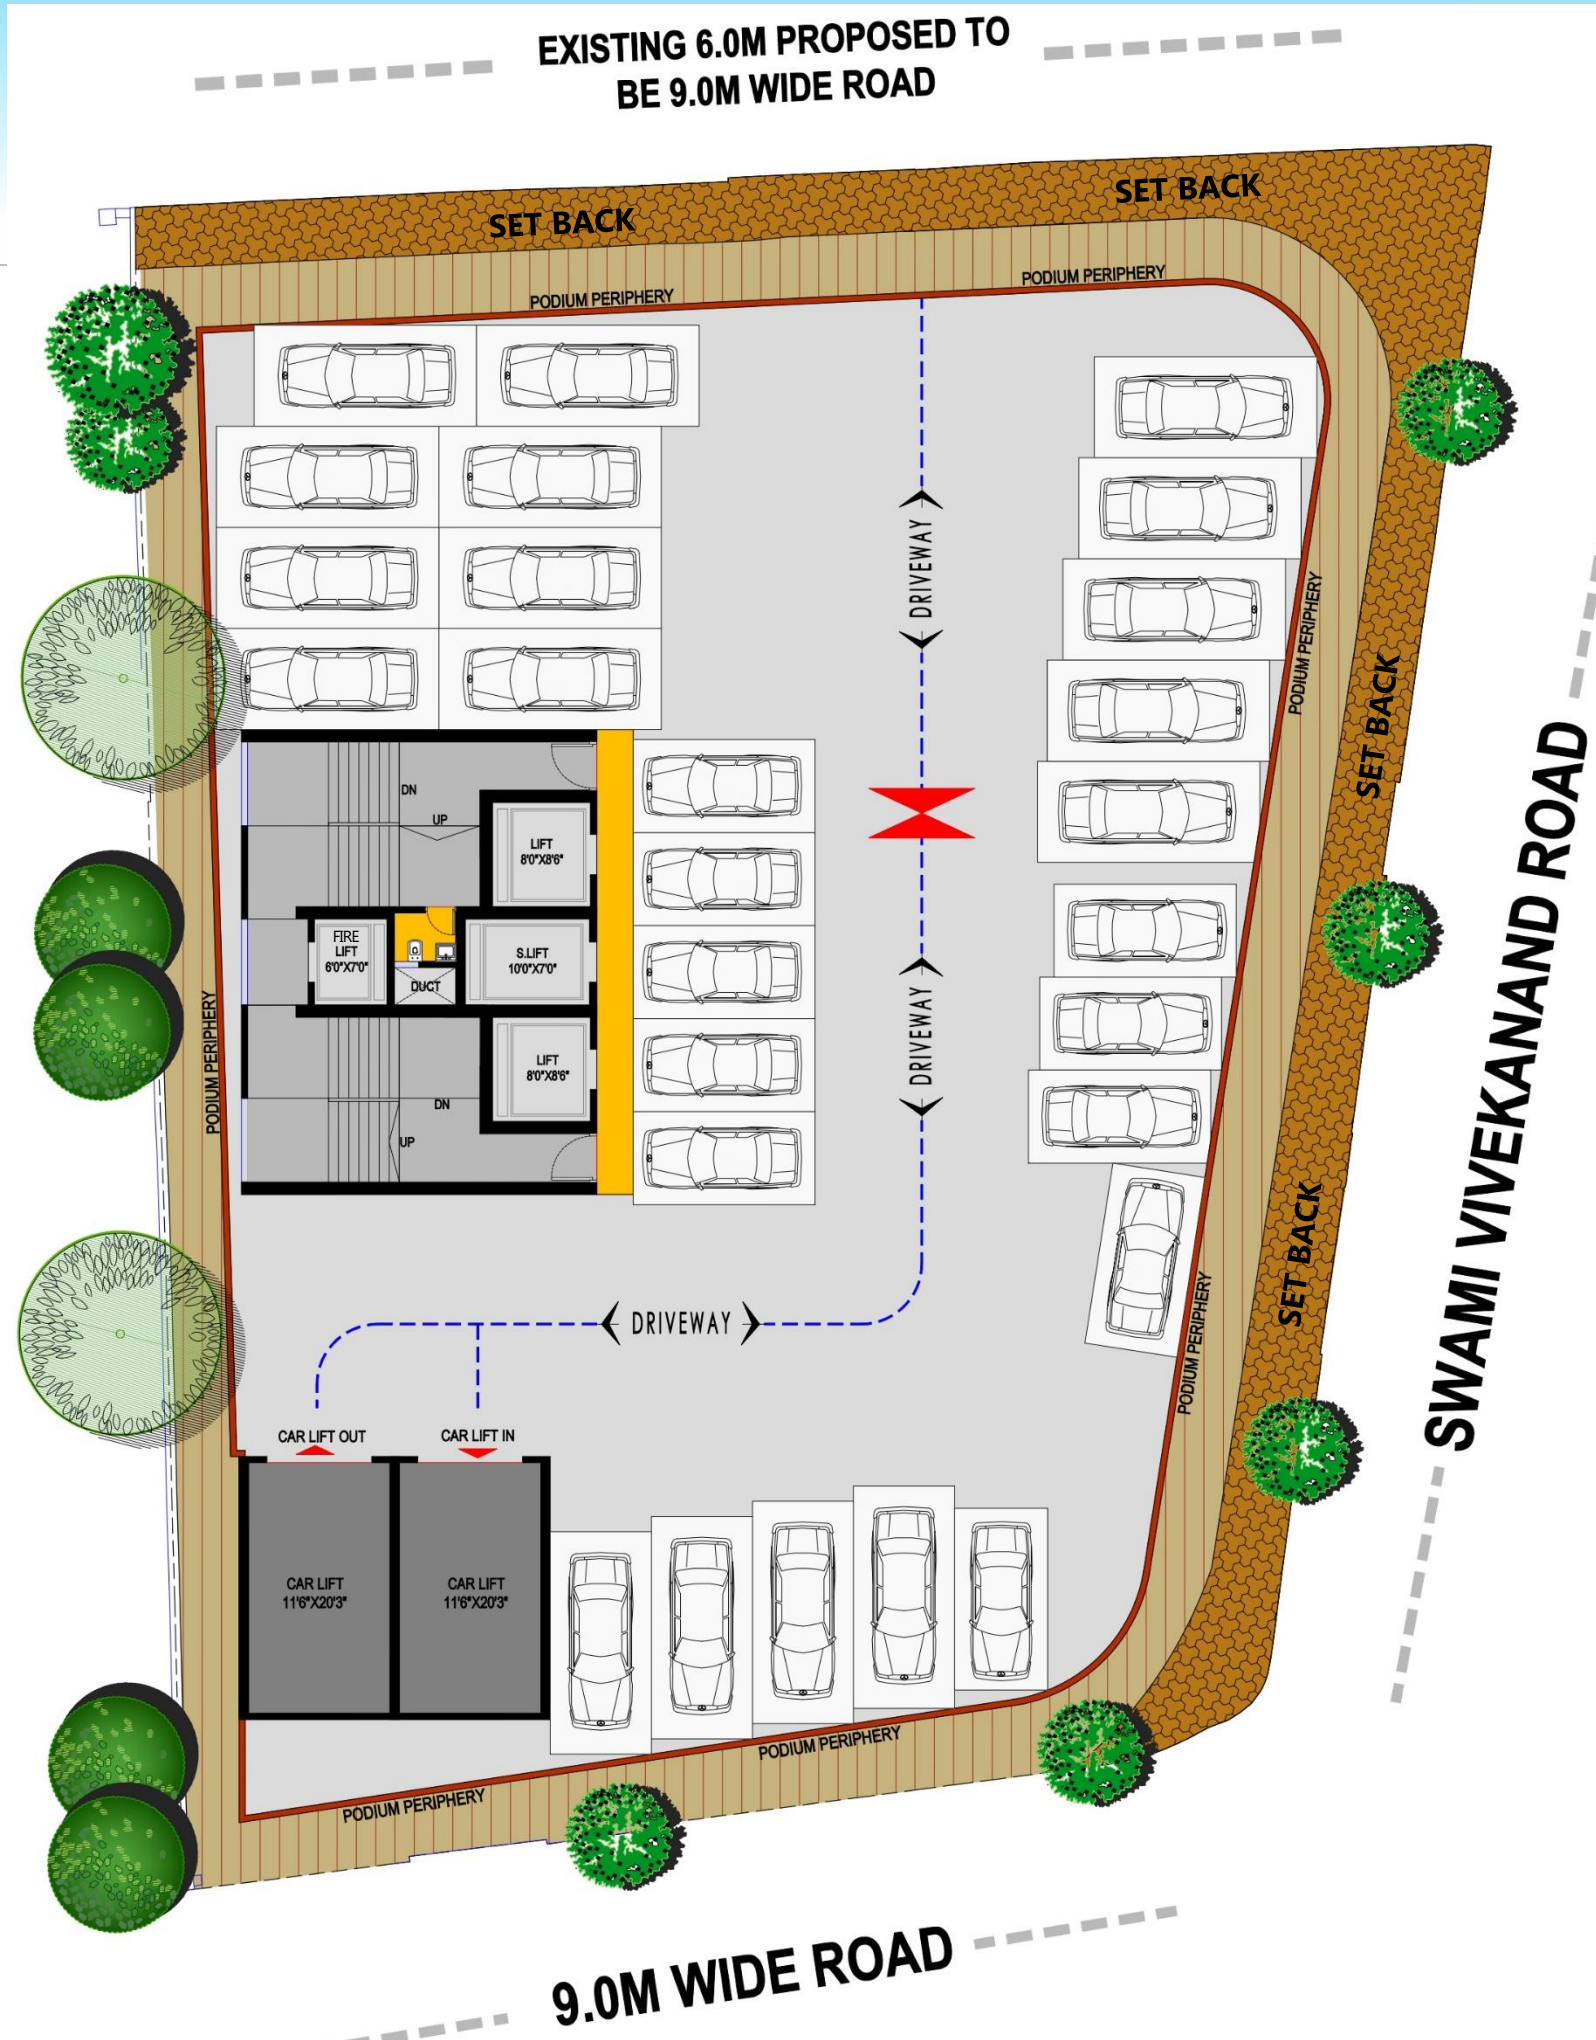 EXISTING 6.0M PROPOSED TO
BE 9.0M WIDE ROAD
SET BACK
SET BACK
PODIUM PERIPHERY
PODIUM PERIPHERY
DRIVEWAY
PODIUM PERIPHERY
SET BACK
SWAMI VIVEKANAND ROAD
DN
UP
LIFT
8'0"X8'6"
FIRE
LIFT
6'0"X7'0"
DUCT
S.LIFT
10'0"X7'0"
LIFT
8'0"X8'6"
DN
UP
PODIUM PERIPHERY
DRIVEWAY
SET BACK
PODIUM PERIPHERY
DRIVEWAY
CAR LIFT OUT
CAR LIFT IN
CAR LIFT
11'6"X20'3"
CAR LIFT
11'6"X20'3"
PODIUM PERIPHERY
PODIUM PERIPHERY
9.0M WIDE ROAD